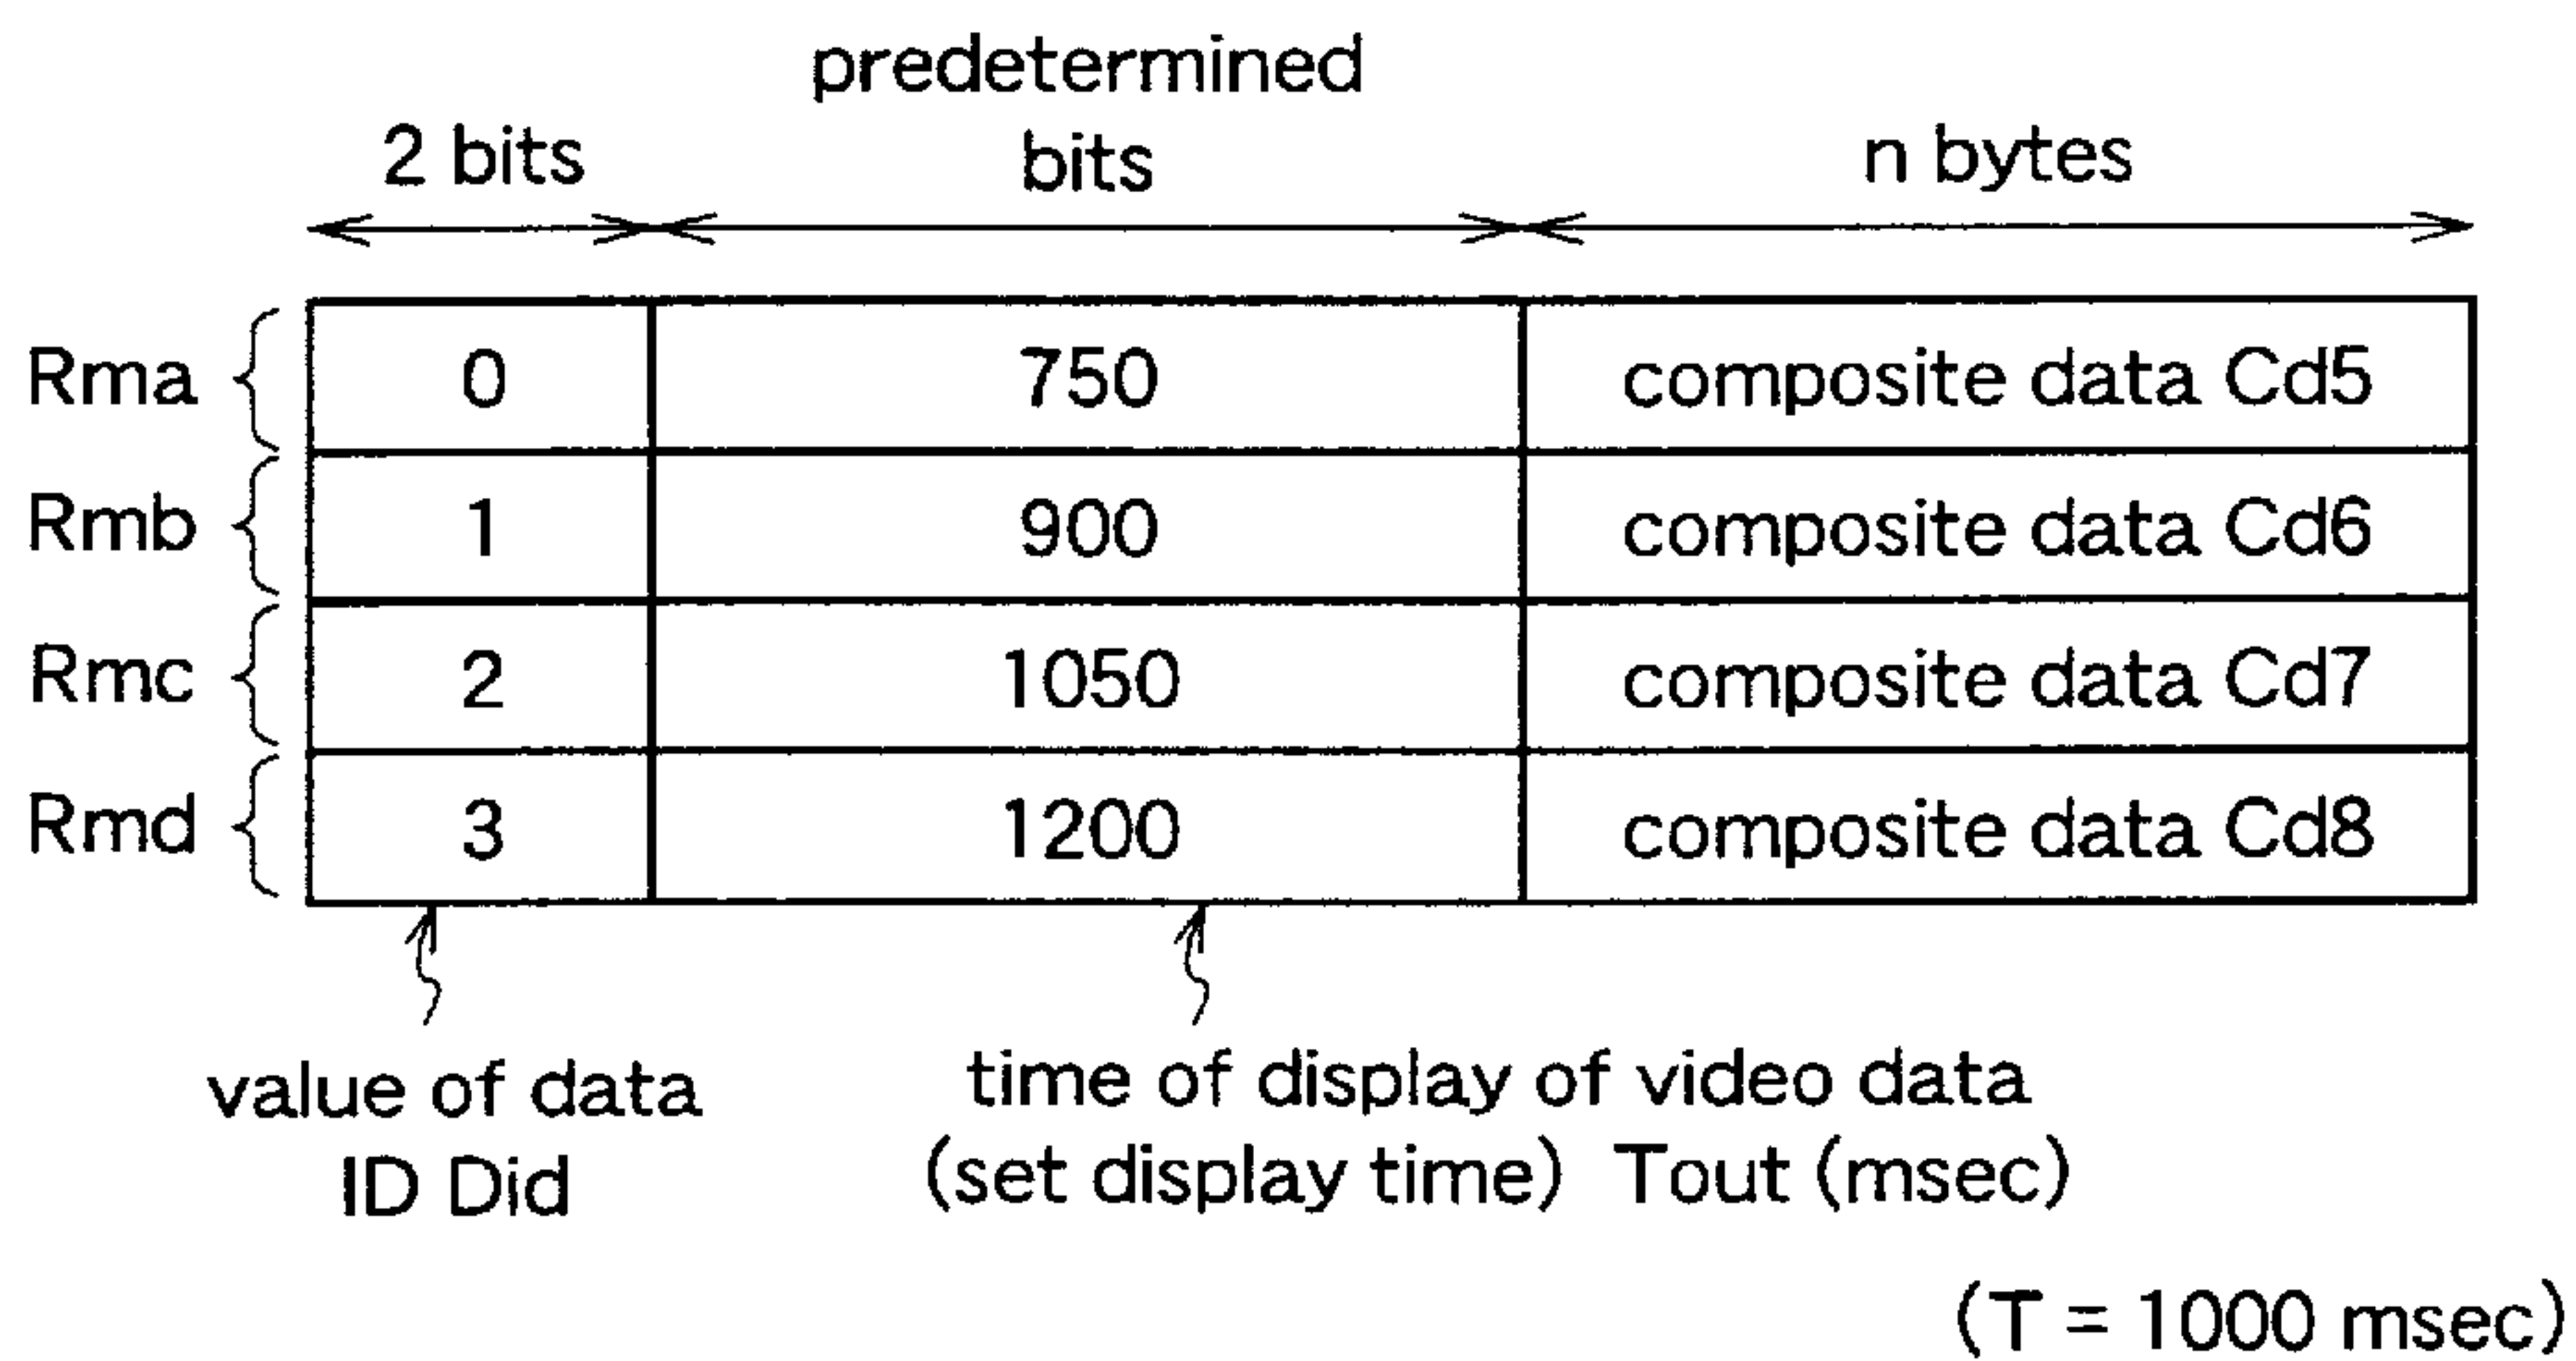 predetermined
2 bits bits n bytes
Rma 0 750 composite data Cd5
Rmb 1 900 composite data Cd6
Rmc 2 1050 composite data Cd7
Rmd 3 1200 composite data Cd8
value of data
ID Did
time of display of video data
(set display time) Tout (msec)
(T = 1000 msec)